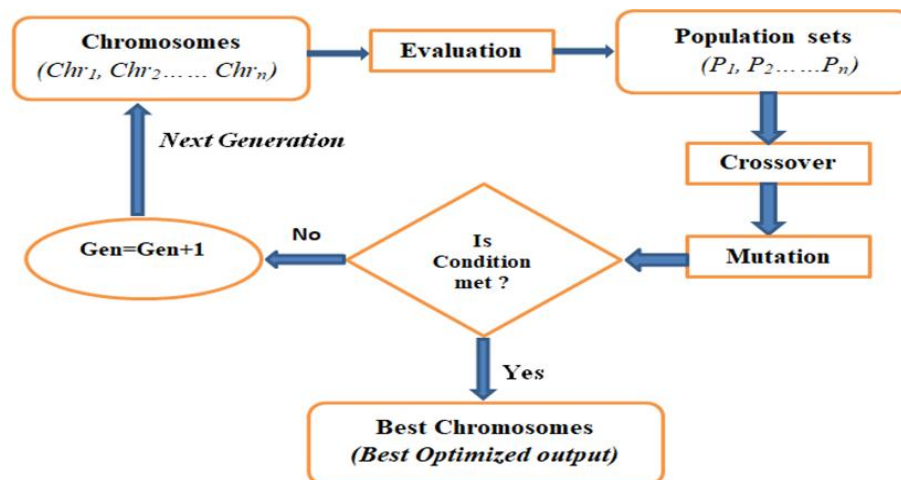 Chromosomes
(Chr₁, Chr₂…… Chrₙ)
Evaluation
Population sets
(P₁, P₂……Pₙ)
Next Generation
Crossover
Gen=Gen+1
No
Is
Condition
met ?
Mutation
Yes
Best Chromosomes
(Best Optimized output)